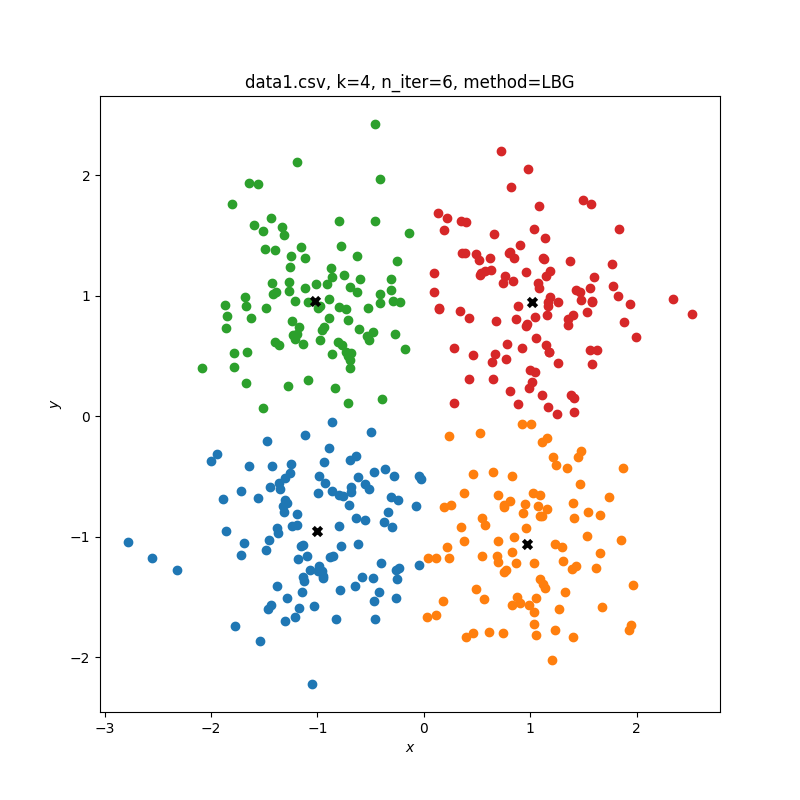 data1.csv, k=4, n_iter=6, method=LBG
2
1
0
−1
−2
y
−3 −2 −1 0 1 2
x